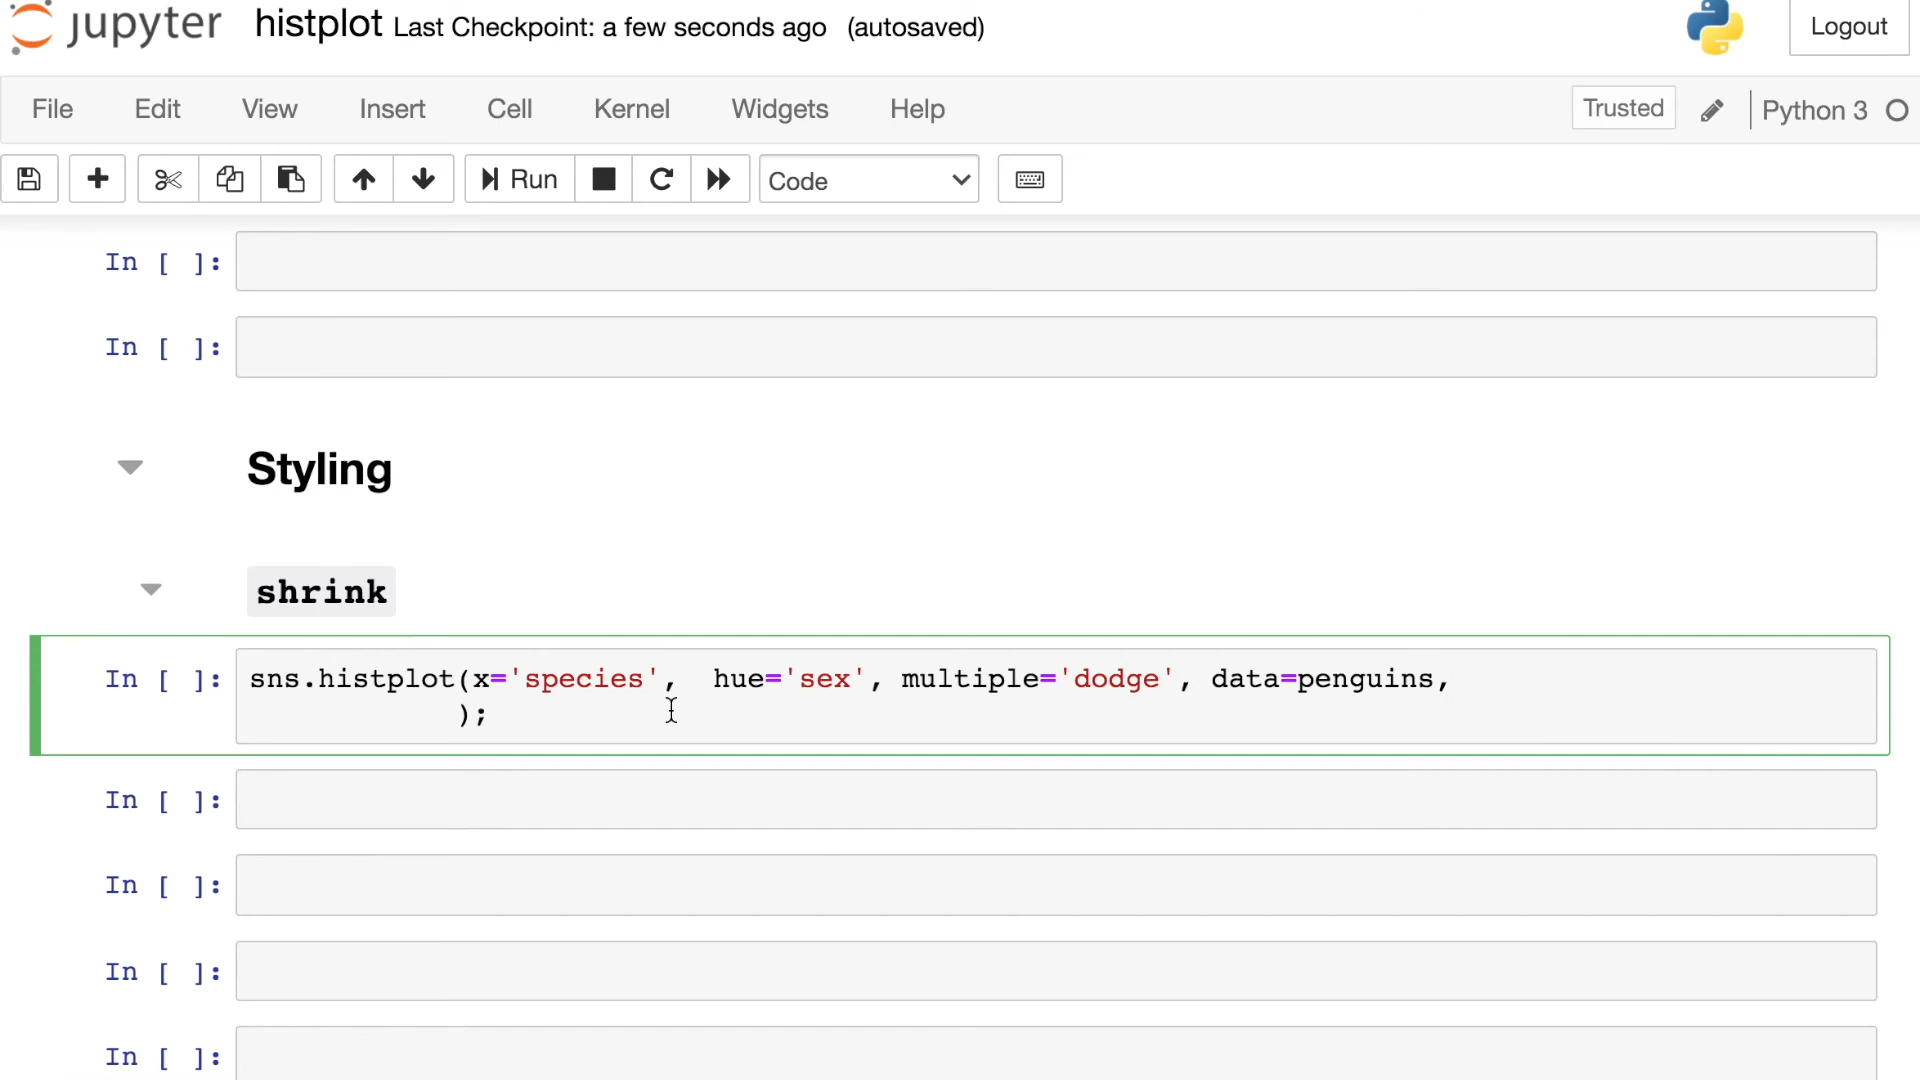 jupyter histplot Last Checkpoint: a few seconds ago (autosaved) Logout
File Edit View Insert Cell Kernel Widgets Help Trusted Python 3
Run Code
In [ ]:
In [ ]:
Styling
shrink
In [ ]: sns.histplot(x='species',  hue='sex', multiple='dodge', data=penguins,
);
In [ ]:
In [ ]:
In [ ]:
In [ ]: